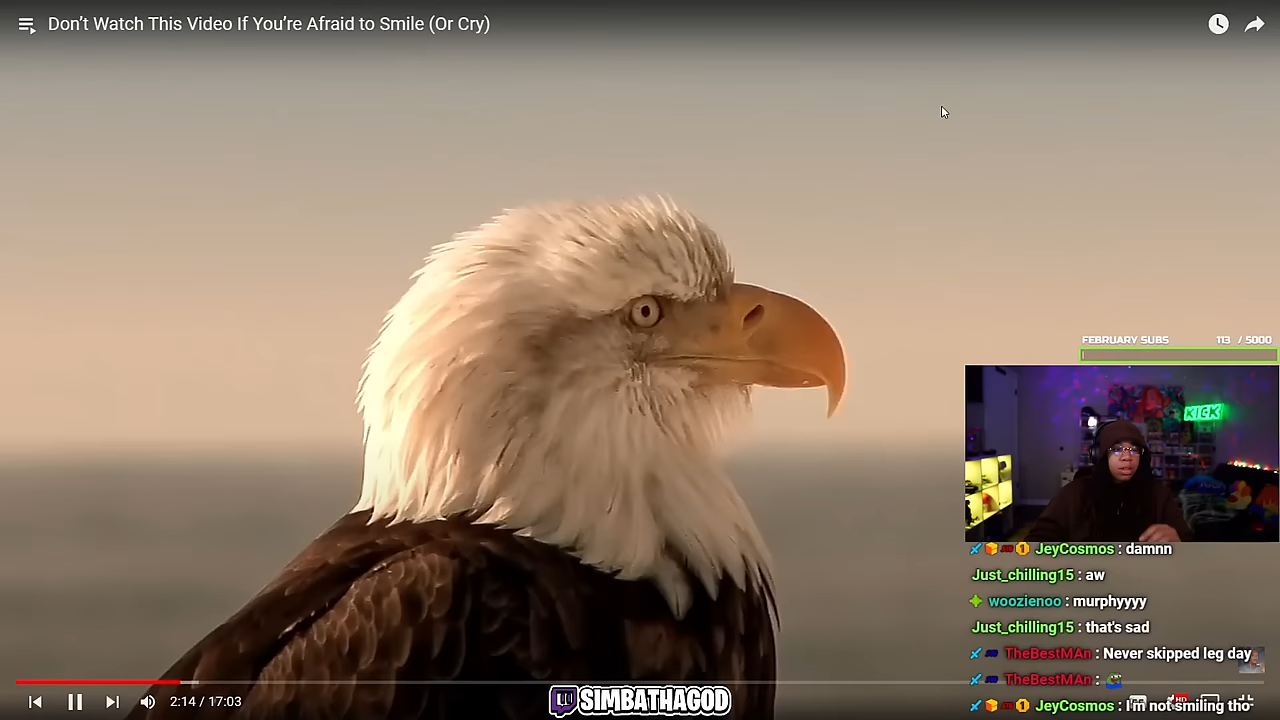 Don’t Watch This Video If You’re Afraid to Smile (Or Cry)
FEBRUARY SUBS 113 / 5000
KICK
JeyCosmos : damnn
Just_chilling15 : aw
woozienoo : murphyyyy
Just_chilling15 : that's sad
TheBestMAn : Never skipped leg day
TheBestMAn :
JeyCosmos : I'm not smiling tho
2:14 / 17:03
SIMBATHAGOD
HD